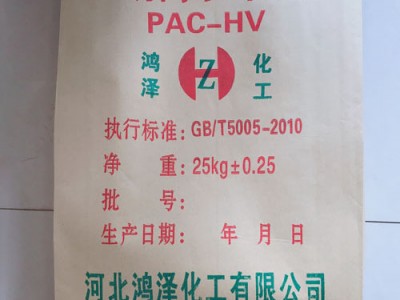 PAC-HV
鸿 化
泽 工
执行标准: GB/T5005-2010
净 重: 25kg±0.25
批 号:
生产日期: 年 月 日
河北鸿泽化工有限公司